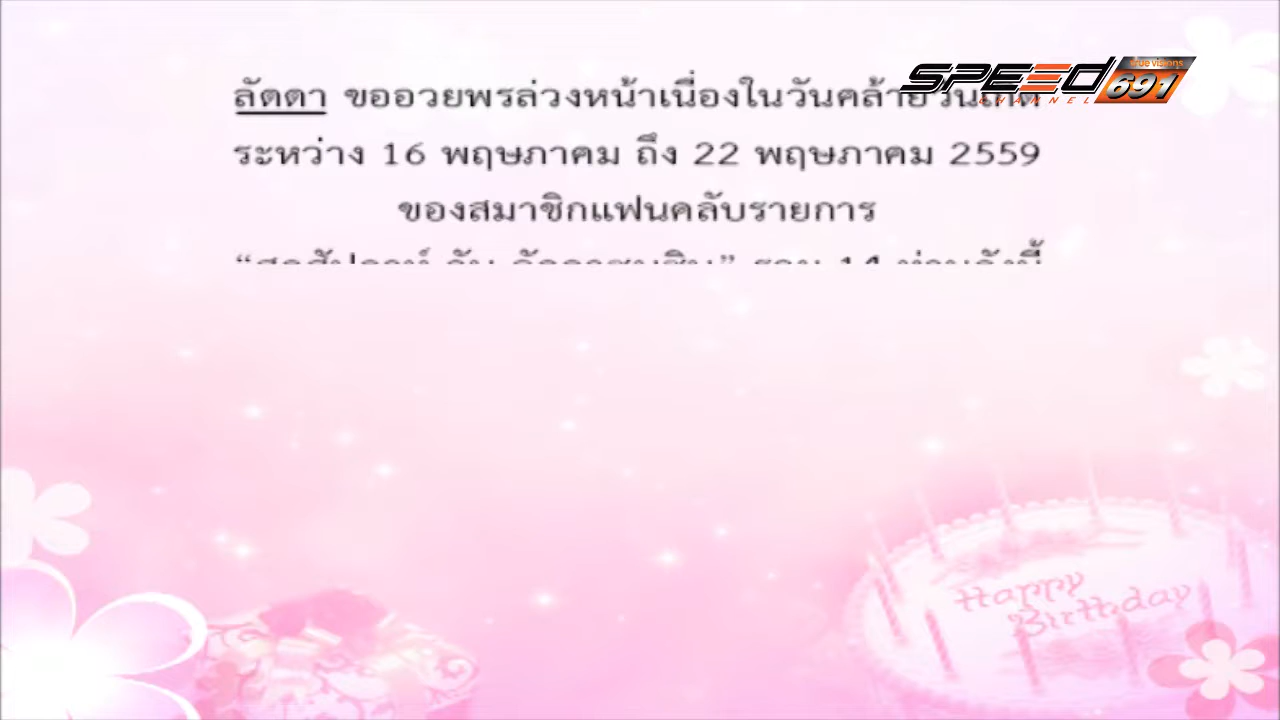 SPEED
true visions
CHANNEL
691
ลัดดา ขออวยพรล่วงหน้าเนื่องในวันคล้าย
ระหว่าง 16 พฤษภาคม ถึง 22 พฤษภาคม 2559
ของสมาชิกแฟนคลับรายการ
Happy
Birthday